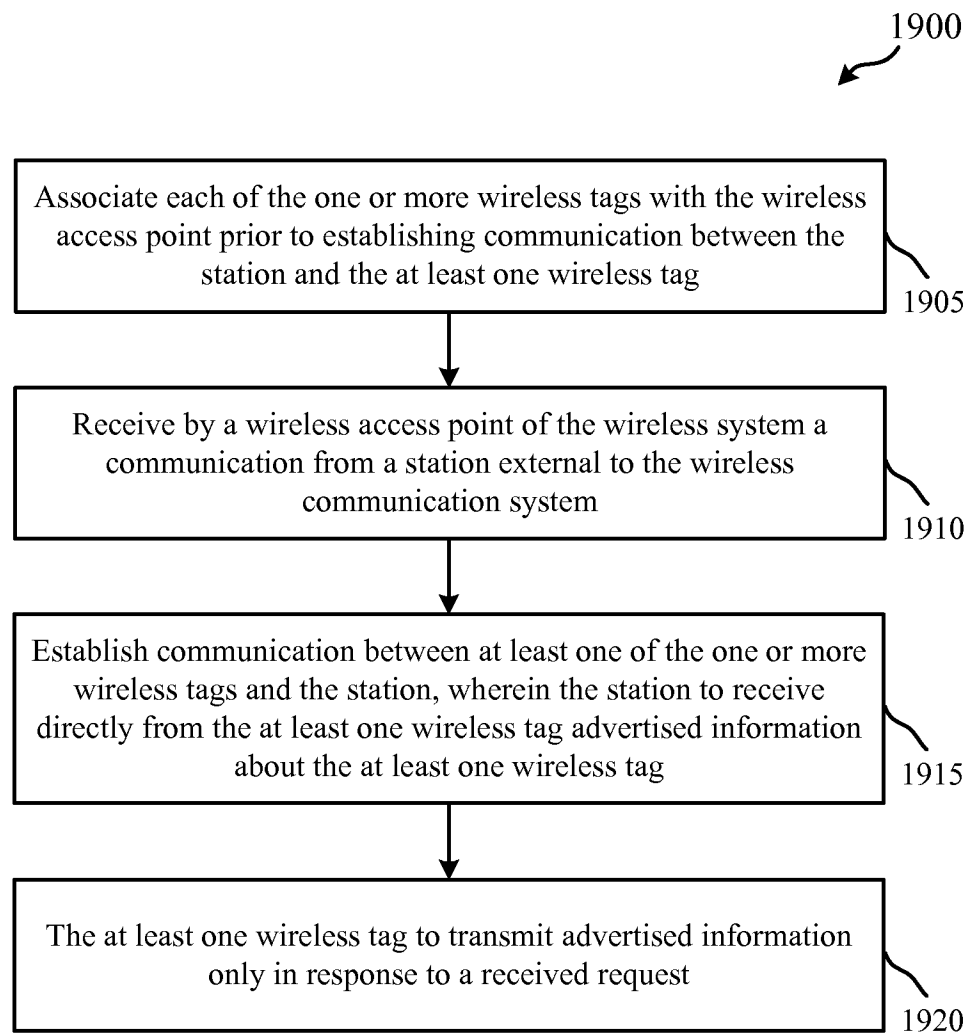 1900
Associate each of the one or more wireless tags with the wireless
access point prior to establishing communication between the
station and the at least one wireless tag
1905
Receive by a wireless access point of the wireless system a
communication from a station external to the wireless
communication system
1910
Establish communication between at least one of the one or more
wireless tags and the station, wherein the station to receive
directly from the at least one wireless tag advertised information
about the at least one wireless tag
1915
The at least one wireless tag to transmit advertised information
only in response to a received request
1920